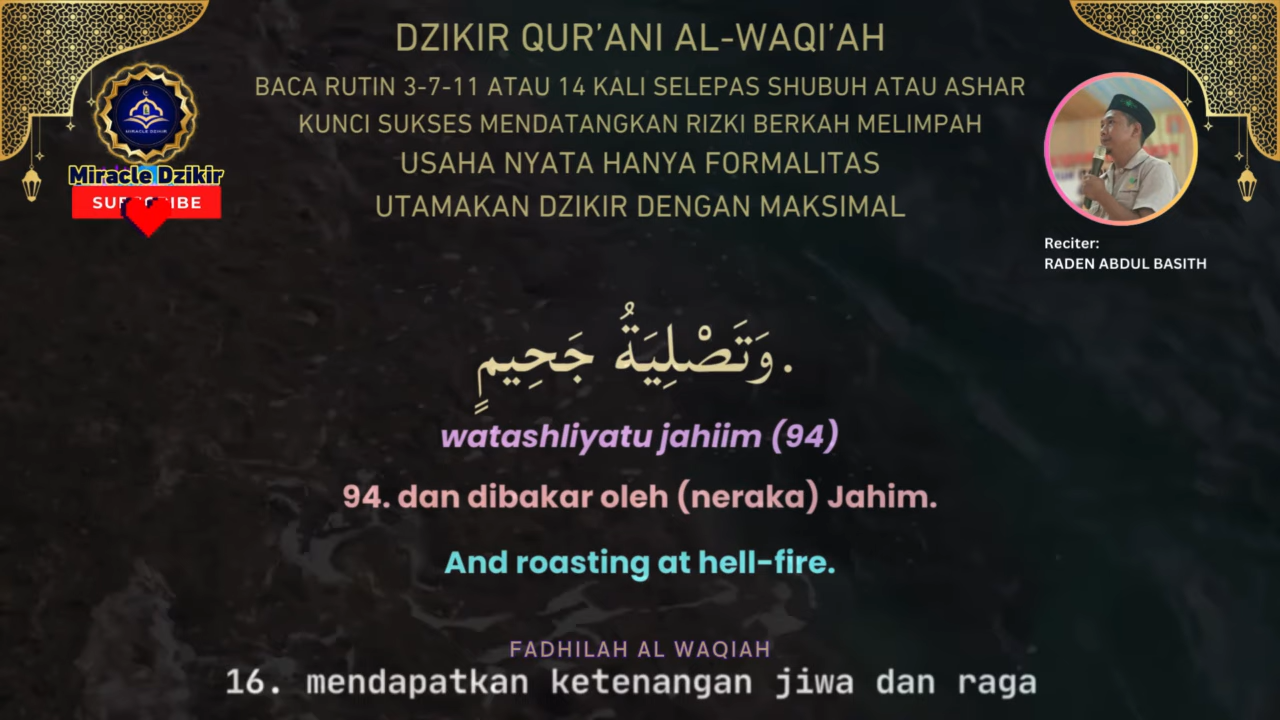 DZIKIR QUR'ANI AL-WAQI'AH
BACA RUTIN 3-7-11 ATAU 14 KALI SELEPAS SHUBUH ATAU ASHAR
KUNCI SUKSES MENDATANGKAN RIZKI BERKAH MELIMPAH
USAHA NYATA HANYA FORMALITAS
UTAMAKAN DZIKIR DENGAN MAKSIMAL
MIRACLE DZIKIR
Miracle Dzikir
Reciter:
RADEN ABDUL BASITH
وَتَصْلِيَةُ جَحِيمٍ.
watashliyatu jahiim (94)
94. dan dibakar oleh (neraka) Jahim.
And roasting at hell-fire.
FADHILAH AL WAQIAH
16. mendapatkan ketenangan jiwa dan raga